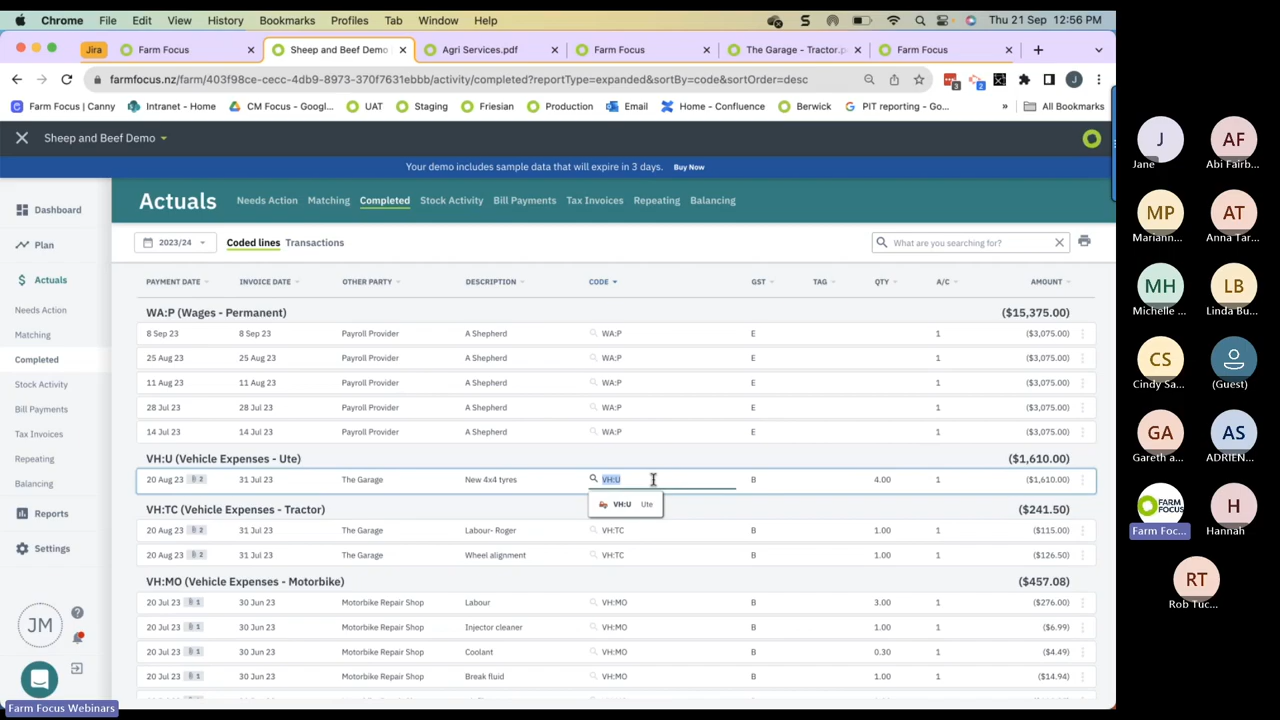 Chrome File Edit View History Bookmarks Profiles Tab Window Help Thu 21 Sep 12:56 PM
Jira Farm Focus Sheep and Beef Demo Agri Services.pdf Farm Focus The Garage - Tractor.p Farm Focus
farmfocus.nz/farm/403f98ce-cecc-4db9-8973-370f7631ebbb/activity/completed?reportType=expanded&sortBy=code&sortOrder=desc
Farm Focus | Canny Intranet - Home CM Focus - Googl... UAT Staging Friesian Production Email Home - Confluence Berwick PIT reporting - Go... » All Bookmarks
Sheep and Beef Demo
Your demo includes sample data that will expire in 3 days. Buy Now
Dashboard
Plan
Actuals
Needs Action
Matching
Completed
Stock Activity
Bill Payments
Tax Invoices
Repeating
Balancing
Reports
Settings
JM
Actuals Needs Action Matching Completed Stock Activity Bill Payments Tax Invoices Repeating Balancing
2023/24 Coded lines Transactions What are you searching for?
PAYMENT DATE INVOICE DATE OTHER PARTY DESCRIPTION CODE GST TAG QTY A/C AMOUNT
WA:P (Wages - Permanent) ($15,375.00)
8 Sep 23 8 Sep 23 Payroll Provider A Shepherd WA:P E 1 ($3,075.00)
25 Aug 23 25 Aug 23 Payroll Provider A Shepherd WA:P E 1 ($3,075.00)
11 Aug 23 11 Aug 23 Payroll Provider A Shepherd WA:P E 1 ($3,075.00)
28 Jul 23 28 Jul 23 Payroll Provider A Shepherd WA:P E 1 ($3,075.00)
14 Jul 23 14 Jul 23 Payroll Provider A Shepherd WA:P E 1 ($3,075.00)
VH:U (Vehicle Expenses - Ute) ($1,610.00)
20 Aug 23 2 31 Jul 23 The Garage New 4x4 tyres VH:U B 4.00 1 ($1,610.00)
VH:U Ute
VH:TC (Vehicle Expenses - Tractor) ($241.50)
20 Aug 23 2 31 Jul 23 The Garage Labour- Roger VH:TC B 1.00 1 ($115.00)
20 Aug 23 2 31 Jul 23 The Garage Wheel alignment VH:TC B 1.00 1 ($126.50)
VH:MO (Vehicle Expenses - Motorbike) ($457.08)
20 Jul 23 1 30 Jun 23 Motorbike Repair Shop Labour VH:MO B 3.00 1 ($276.00)
20 Jul 23 1 30 Jun 23 Motorbike Repair Shop Injector cleaner VH:MO B 1.00 1 ($6.99)
20 Jul 23 1 30 Jun 23 Motorbike Repair Shop Coolant VH:MO B 0.30 1 ($4.49)
20 Jul 23 1 30 Jun 23 Motorbike Repair Shop Break fluid VH:MO B 1.00 1 ($14.94)
Farm Focus Webinars
J AF
Jane Abi Fairb...
MP AT
Mariann... Anna Tar...
MH LB
Michelle ... Linda Bu...
CS
Cindy Sa... (Guest)
GA AS
Gareth a... ADRIEN...
FARM FOCUS H
Farm Foc... Hannah
RT
Rob Tuc...